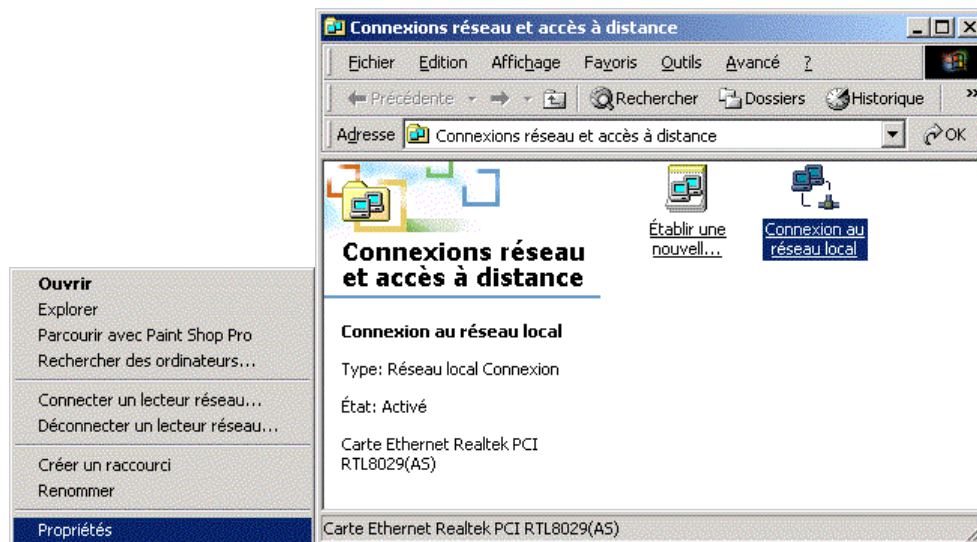 Ouvrir
Explorer
Parcourir avec Paint Shop Pro
Rechercher des ordinateurs...
Connecter un lecteur réseau...
Déconnecter un lecteur réseau...
Créer un raccourci
Renommer
Propriétés
Connexions réseau et accès à distance
Fichier Edition Affichage Favoris Outils Avancé ?
Précédente Rechercher Dossiers Historique »
Adresse Connexions réseau et accès à distance OK
Connexions réseau
et accès à distance
Connexion au réseau local
Type: Réseau local Connexion
État: Activé
Carte Ethernet Realtek PCI
RTL8029(AS)
Établir une
nouvell...
Connexion au
réseau local
Carte Ethernet Realtek PCI RTL8029(AS)